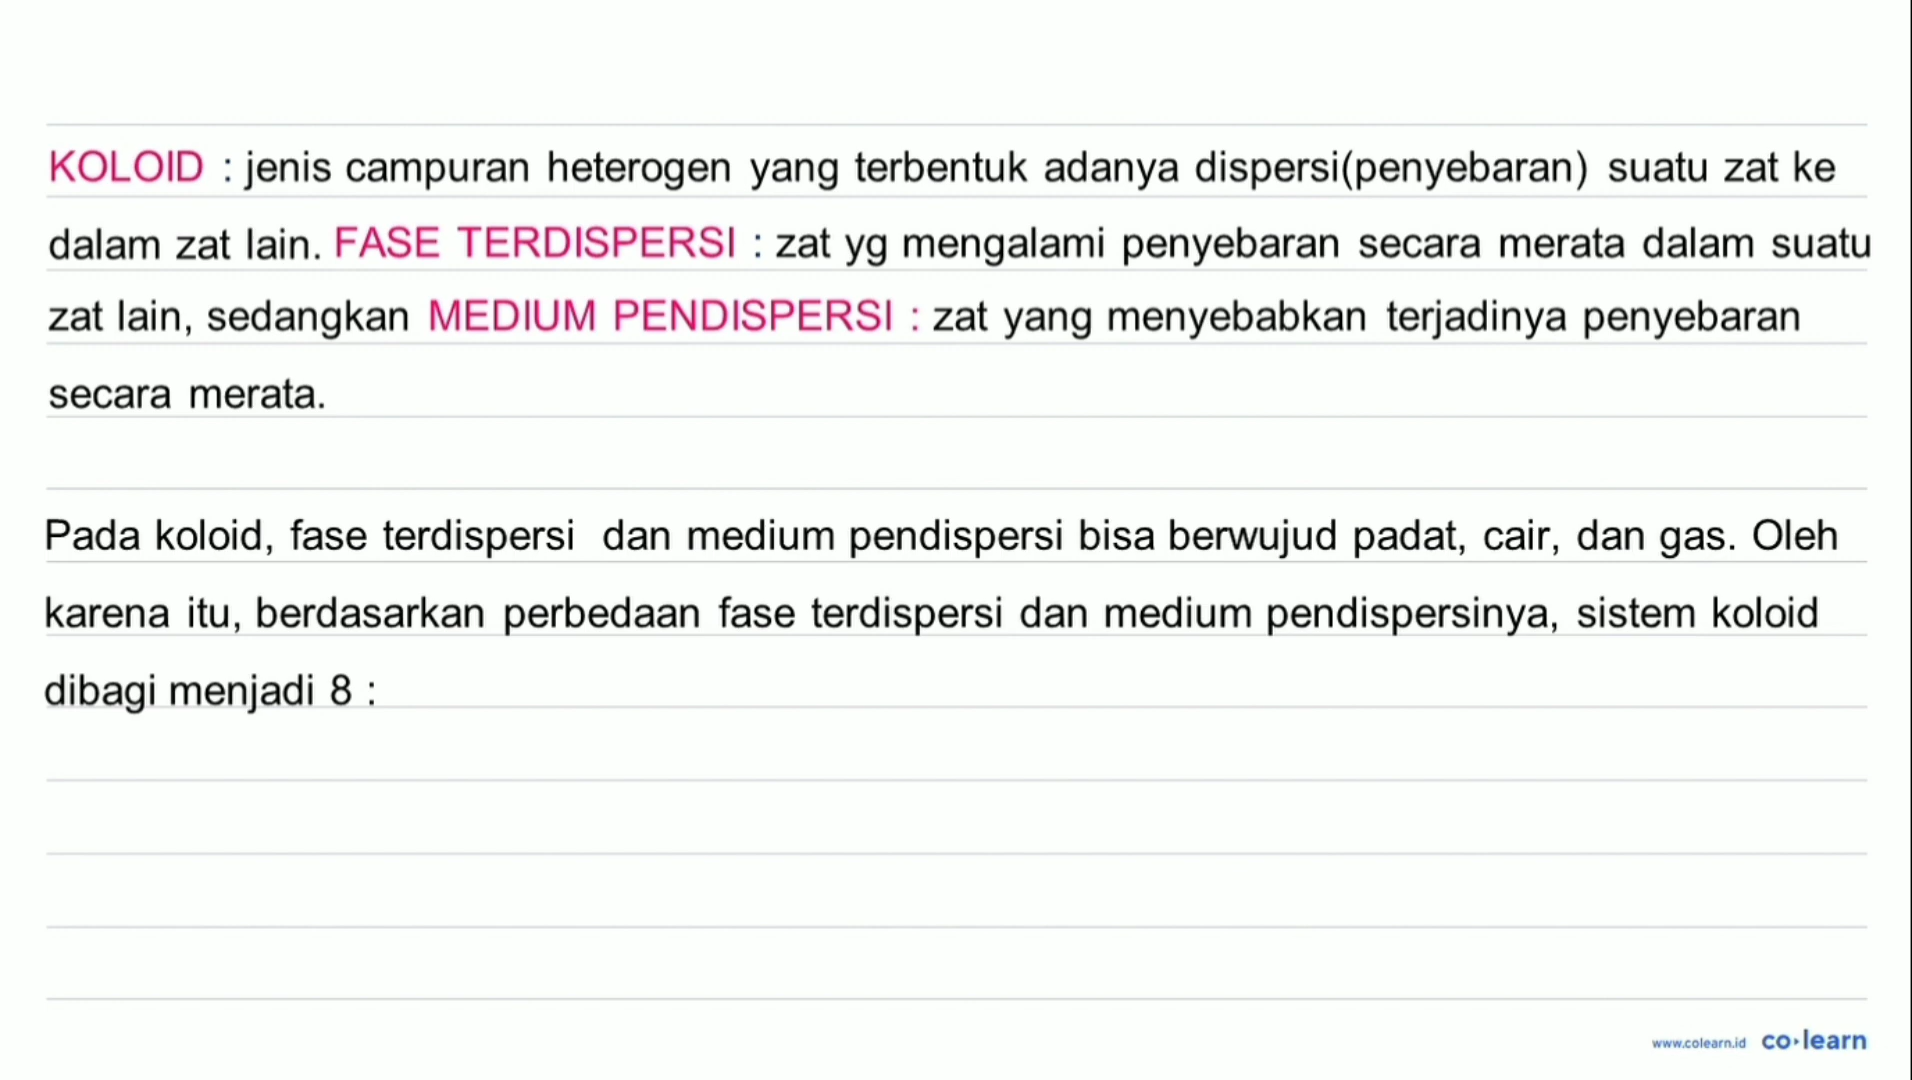 KOLOID : jenis campuran heterogen yang terbentuk adanya dispersi(penyebaran) suatu zat ke
dalam zat lain. FASE TERDISPERSI : zat yg mengalami penyebaran secara merata dalam suatu
zat lain, sedangkan MEDIUM PENDISPERSI : zat yang menyebabkan terjadinya penyebaran
secara merata.
Pada koloid, fase terdispersi dan medium pendispersi bisa berwujud padat, cair, dan gas. Oleh
karena itu, berdasarkan perbedaan fase terdispersi dan medium pendispersinya, sistem koloid
dibagi menjadi 8 :
www.colearn.id co·learn